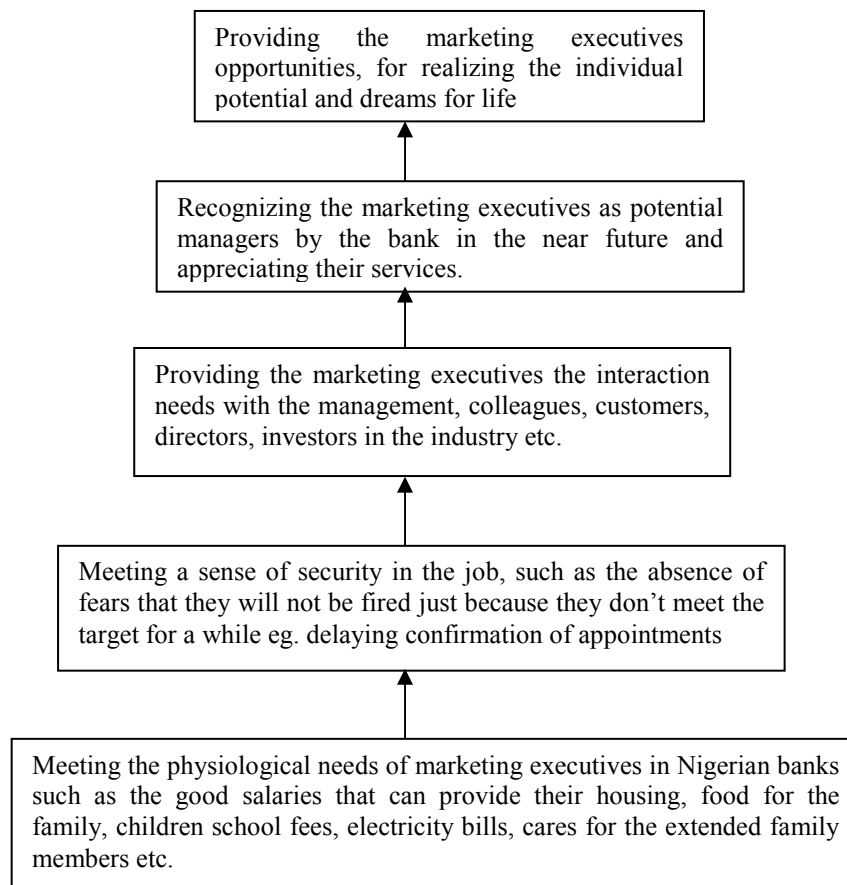 Providing the marketing executives
opportunities, for realizing the individual
potential and dreams for life
Recognizing the marketing executives as potential
managers by the bank in the near future and
appreciating their services.
Providing the marketing executives the interaction
needs with the management, colleagues, customers,
directors, investors in the industry etc.
Meeting a sense of security in the job, such as the absence of
fears that they will not be fired just because they don’t meet the
target for a while eg. delaying confirmation of appointments
Meeting the physiological needs of marketing executives in Nigerian banks
such as the good salaries that can provide their housing, food for the
family, children school fees, electricity bills, cares for the extended family
members etc.